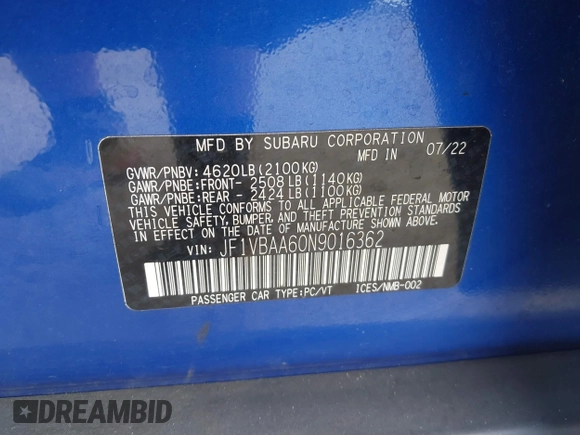 MFD BY SUBARU CORPORATION
MFD IN 07/22
GVWR/PNBV: 4620LB(2100KG)
GAWR/PNBE:FRONT- 2508LB(1140KG)
GAWR/PNBE:REAR - 2424LB(1100KG)
THIS VEHICLE CONFORMS TO ALL APPLICABLE FEDERAL MOTOR
VEHICLE SAFETY, BUMPER, AND THEFT PREVENTION STANDARDS
IN EFFECT ON THE DATE OF MANUFACTURE SHOWN ABOVE.
VIN: JF1VBAA60N9016362
PASSENGER CAR TYPE:PC/VT ICES/NMB-002
DREAMBID